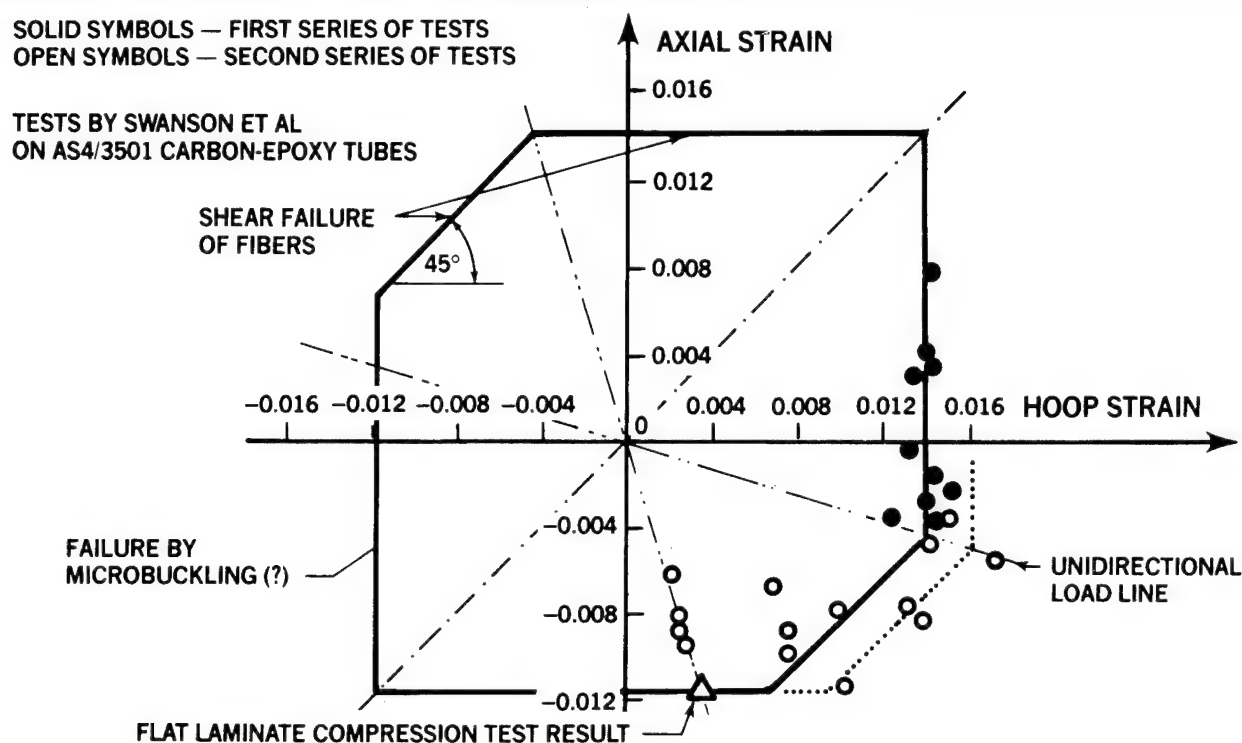 SOLID SYMBOLS — FIRST SERIES OF TESTS
OPEN SYMBOLS — SECOND SERIES OF TESTS
TESTS BY SWANSON ET AL
ON AS4/3501 CARBON-EPOXY TUBES
AXIAL STRAIN
0.016
0.012
SHEAR FAILURE
OF FIBERS
45°
0.008
0.004
−0.016 −0.012 −0.008 −0.004
0
0.004 0.008 0.012 0.016
HOOP STRAIN
−0.004
FAILURE BY
MICROBUCKLING (?)
UNIDIRECTIONAL
LOAD LINE
−0.008
−0.012
FLAT LAMINATE COMPRESSION TEST RESULT